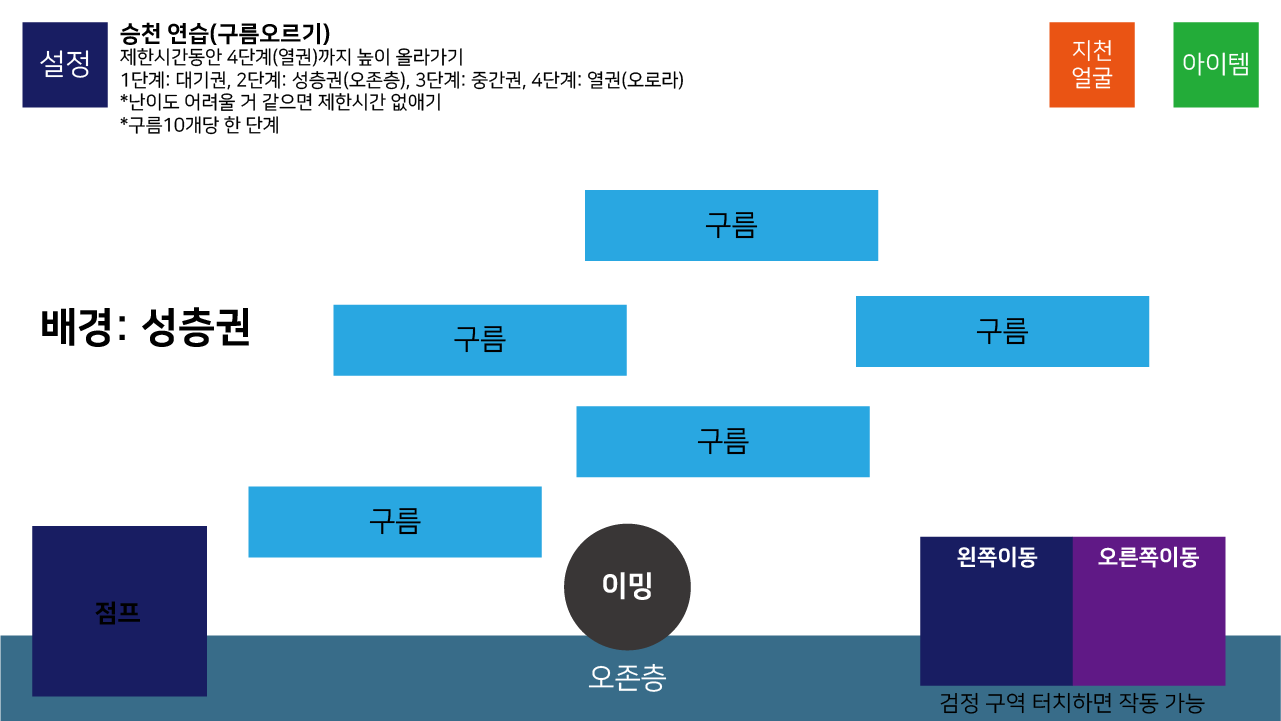 설정
승천 연습(구름오르기)
제한시간동안 4단계(열권)까지 높이 올라가기
1단계: 대기권, 2단계: 성층권(오존층), 3단계: 중간권, 4단계: 열권(오로라)
*난이도 어려울 거 같으면 제한시간 없애기
*구름10개당 한 단계
지천
얼굴
아이템
구름
배경: 성층권
구름
구름
구름
구름
점프
이밍
왼쪽이동
오른쪽이동
오존층
검정 구역 터치하면 작동 가능